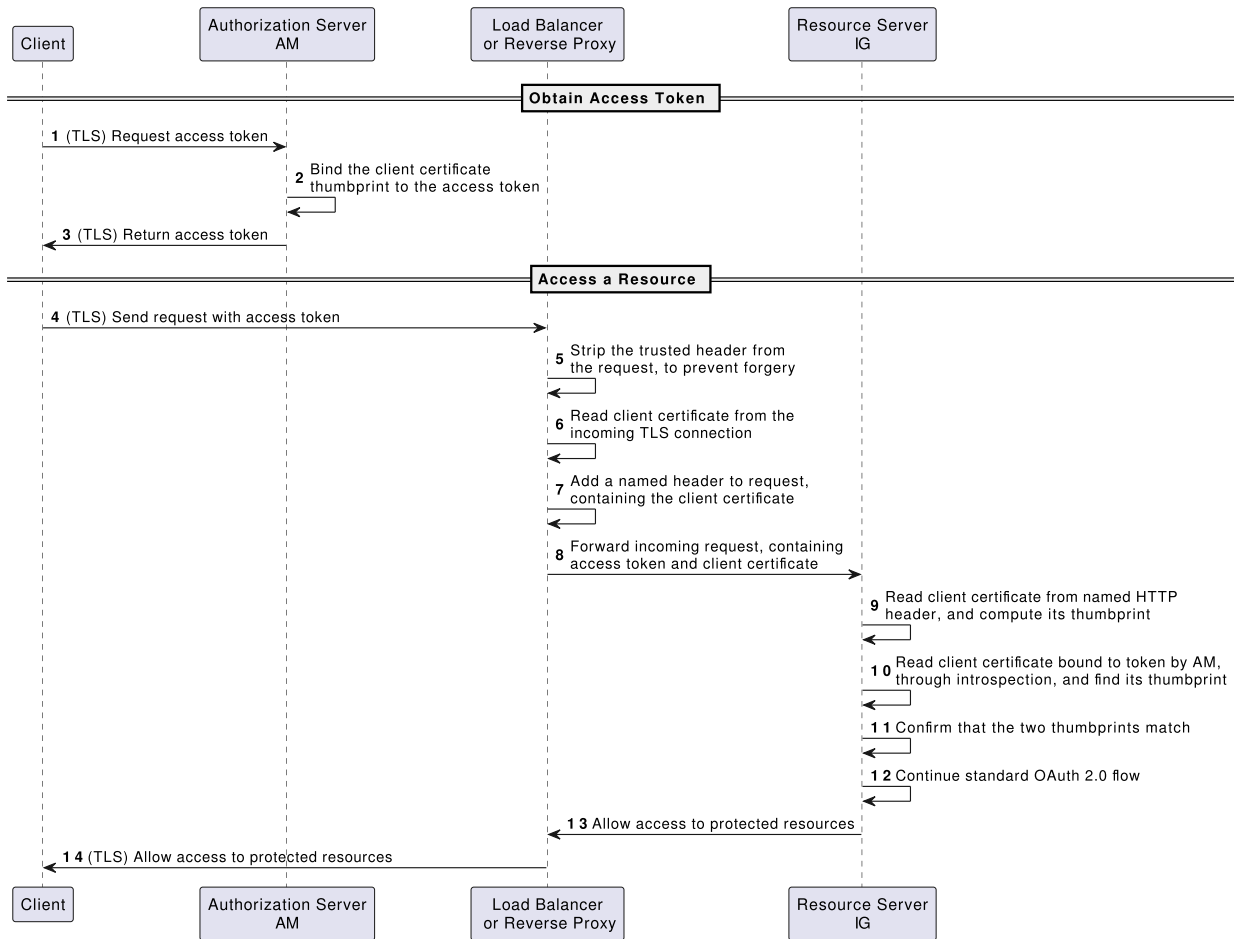 Client
Authorization Server
AM
Load Balancer
or Reverse Proxy
Resource Server
IG
Obtain Access Token
1 (TLS) Request access token
2 Bind the client certificate
thumbprint to the access token
3 (TLS) Return access token
Access a Resource
4 (TLS) Send request with access token
5 Strip the trusted header from
the request, to prevent forgery
6 Read client certificate from the
incoming TLS connection
7 Add a named header to request,
containing the client certificate
8 Forward incoming request, containing
access token and client certificate
9 Read client certificate from named HTTP
header, and compute its thumbprint
10 Read client certificate bound to token by AM,
through introspection, and find its thumbprint
11 Confirm that the two thumbprints match
12 Continue standard OAuth 2.0 flow
13 Allow access to protected resources
14 (TLS) Allow access to protected resources
Client
Authorization Server
AM
Load Balancer
or Reverse Proxy
Resource Server
IG